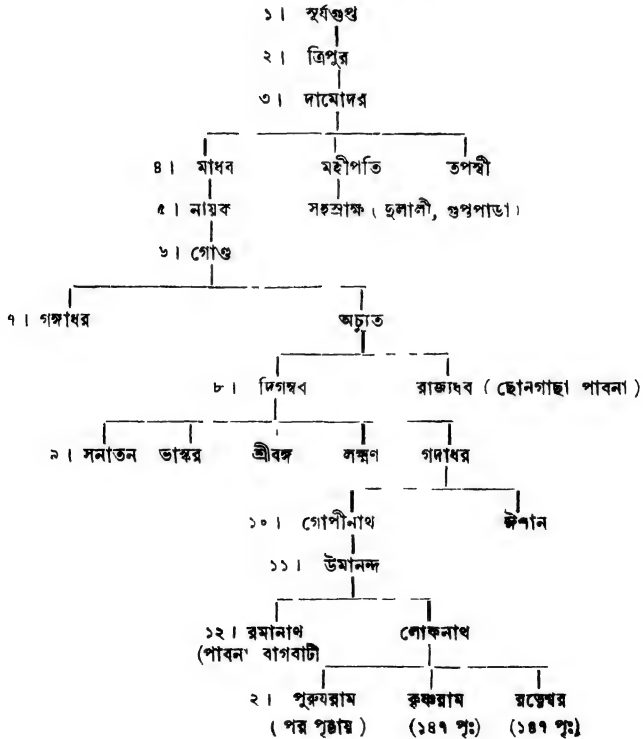 ১। সূর্যগুপ্ত
২। ত্রিপুর
৩। দামোদর
৪। মাধব মহীপতি তপস্বী
৫। নায়ক সহস্রাক্ষ (দুলালী, গুপ্তপাড়া)
৬। গোণ্ড
৭। গঙ্গাধর অচ্যুত
৮। দিগম্বব রাজ্যধব (ছোনগাছা পাবনা)
৯। সনাতন ভাস্কর শ্রীবঙ্গ লক্ষ্মণ গদাধর
১০। গোপীনাথ ঈশান
১১। উমানন্দ
১২। রমানাথ লোকনাথ
(পাবনা বাগবাটী
২। পুরুষরাম কৃষ্ণরাম রত্নেশ্বর
(পর পৃষ্ঠায়) (১৪৭ পৃঃ) (১৪৭ পৃঃ)